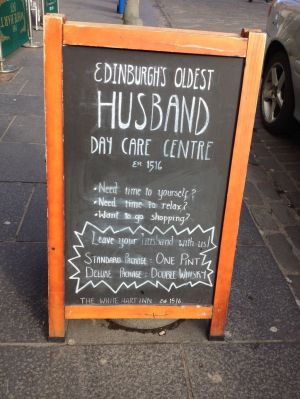 EDINBURGH'S OLDEST
HUSBAND
DAY CARE CENTRE
Est 1516
• Need time to yourself?
• Need time to relax?
• Want to go shopping?
Leave your husband with us!
STANDARD PACKAGE : ONE PINT
DELUXE PACKAGE : DOUBLE WHISKY
THE WHITE HART INN est 1516